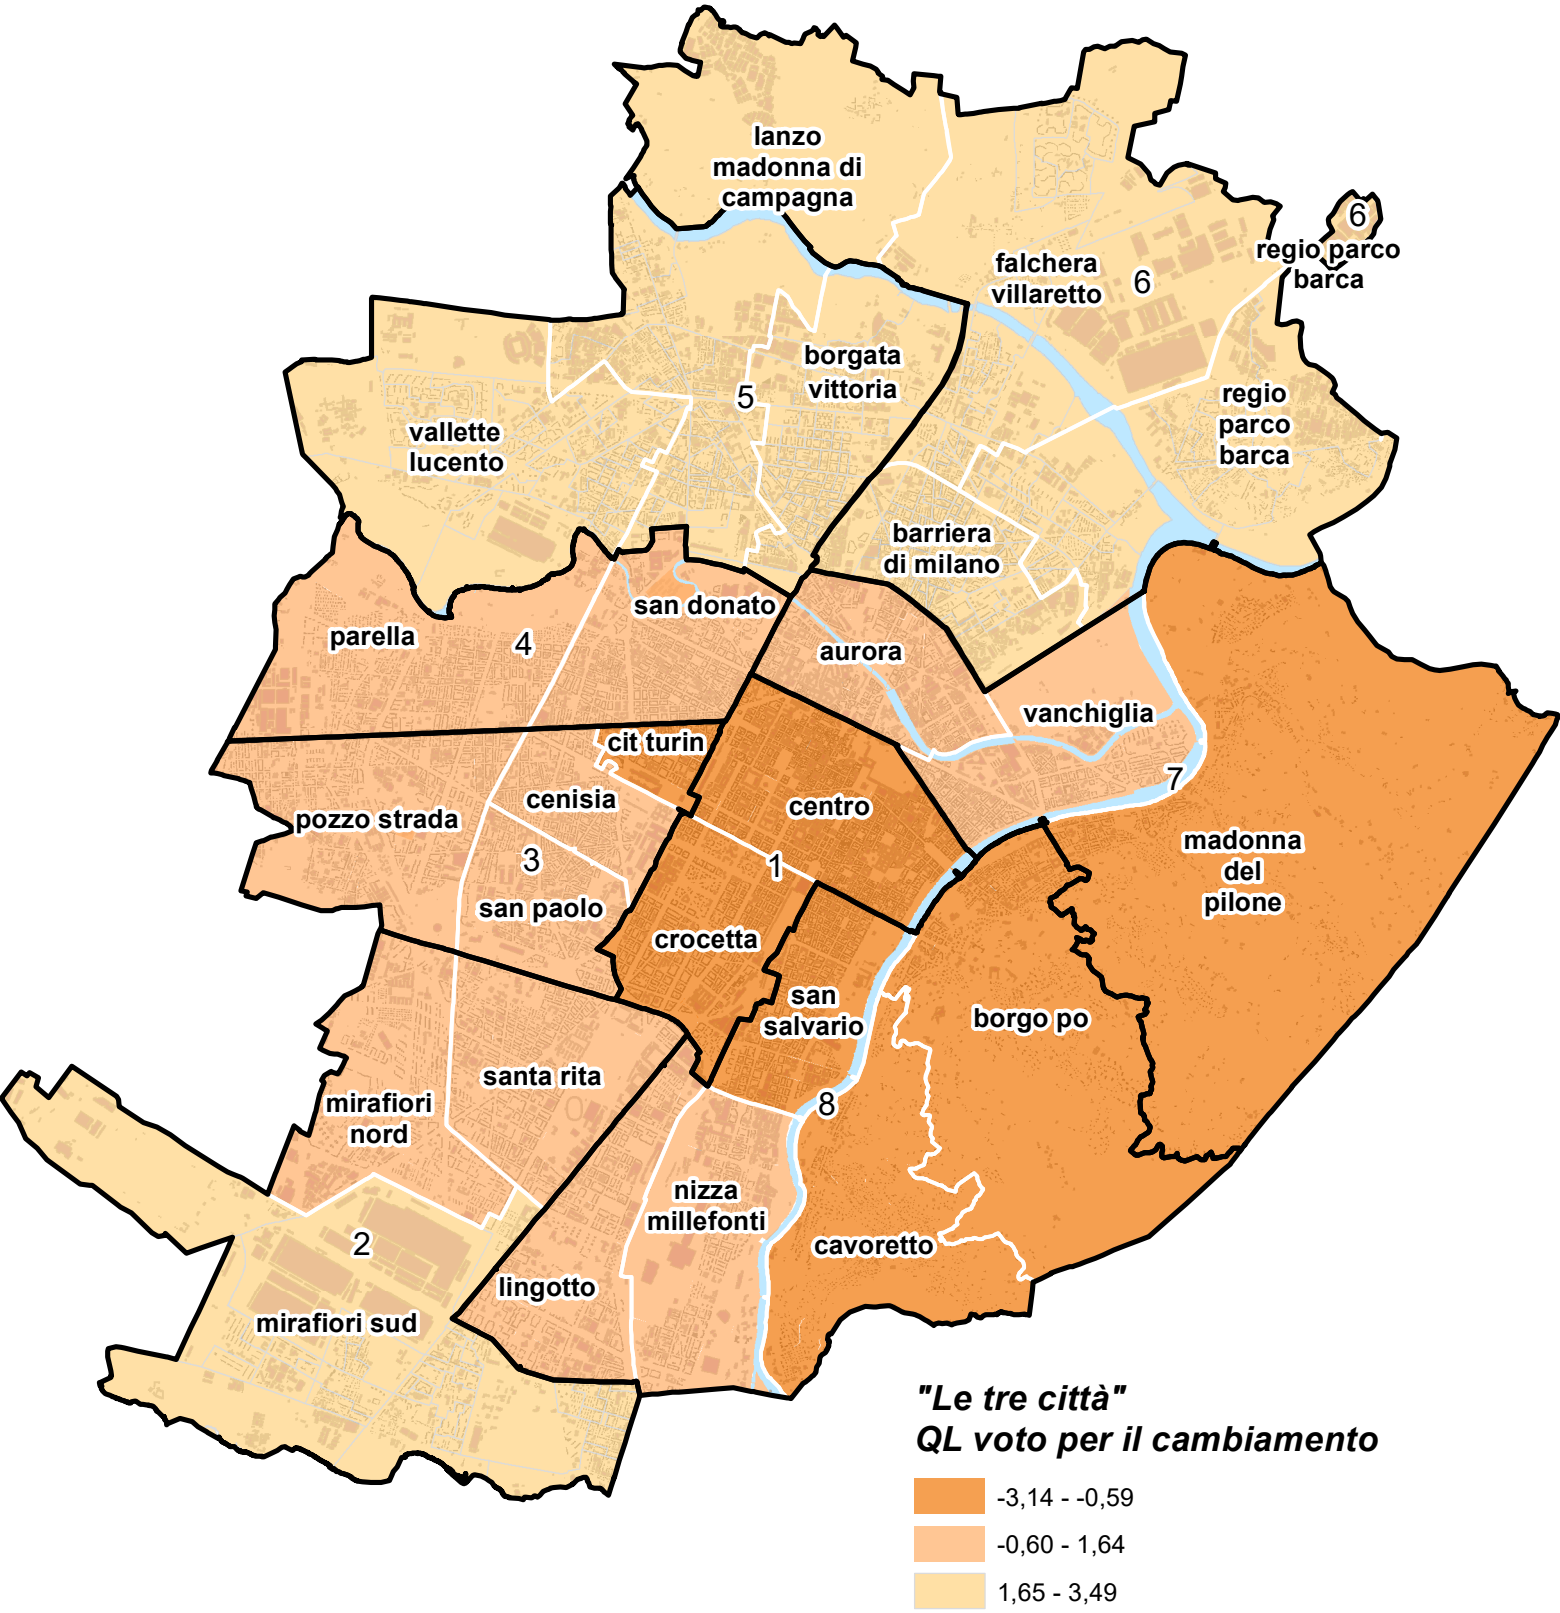 lanzo
madonna di
campagna
6
regio parco
barca
falchera
villaretto
6
borgata
vittoria
5
regio
parco
barca
vallette
lucento
barriera
di milano
san donato
parella
4
aurora
vanchiglia
cit turin
7
cenisia
centro
pozzo strada
madonna
del
pilone
3
1
san paolo
crocetta
san
salvario
borgo po
santa rita
mirafiori
nord
8
nizza
millefonti
2
cavoretto
lingotto
mirafiori sud
"Le tre città"
QL voto per il cambiamento
-3,14 - -0,59
-0,60 - 1,64
1,65 - 3,49